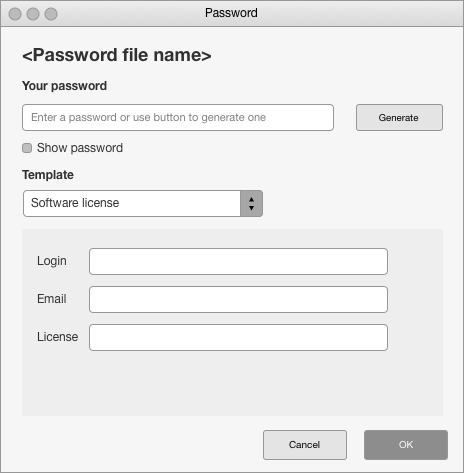 Password
<Password file name>
Your password
Enter a password or use button to generate one
Generate
Show password
Template
Software license
Login
Email
License
Cancel
OK